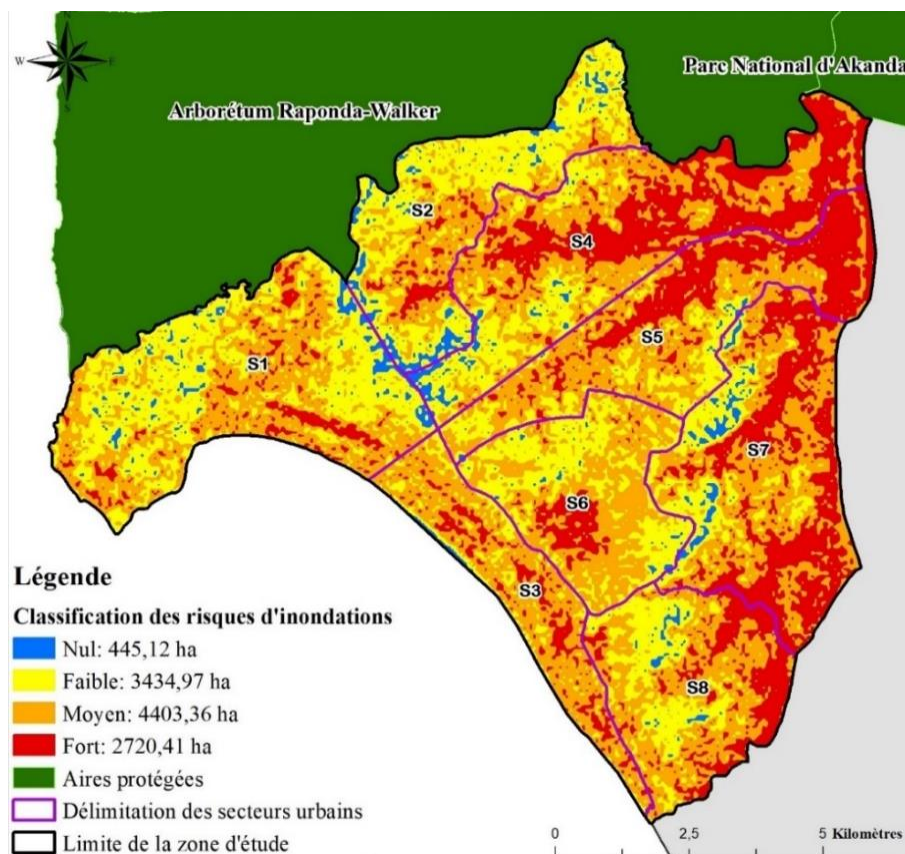 W
E
Parc National d'Akanda
Arborétum Raponda-Walker
S2
S4
S1
S5
S7
S6
S3
S8
Légende
Classification des risques d'inondations
Nul: 445,12 ha
Faible: 3434,97 ha
Moyen: 4403,36 ha
Fort: 2720,41 ha
Aires protégées
Délimitation des secteurs urbains
Limite de la zone d'étude
0 2,5 5 Kilomètres